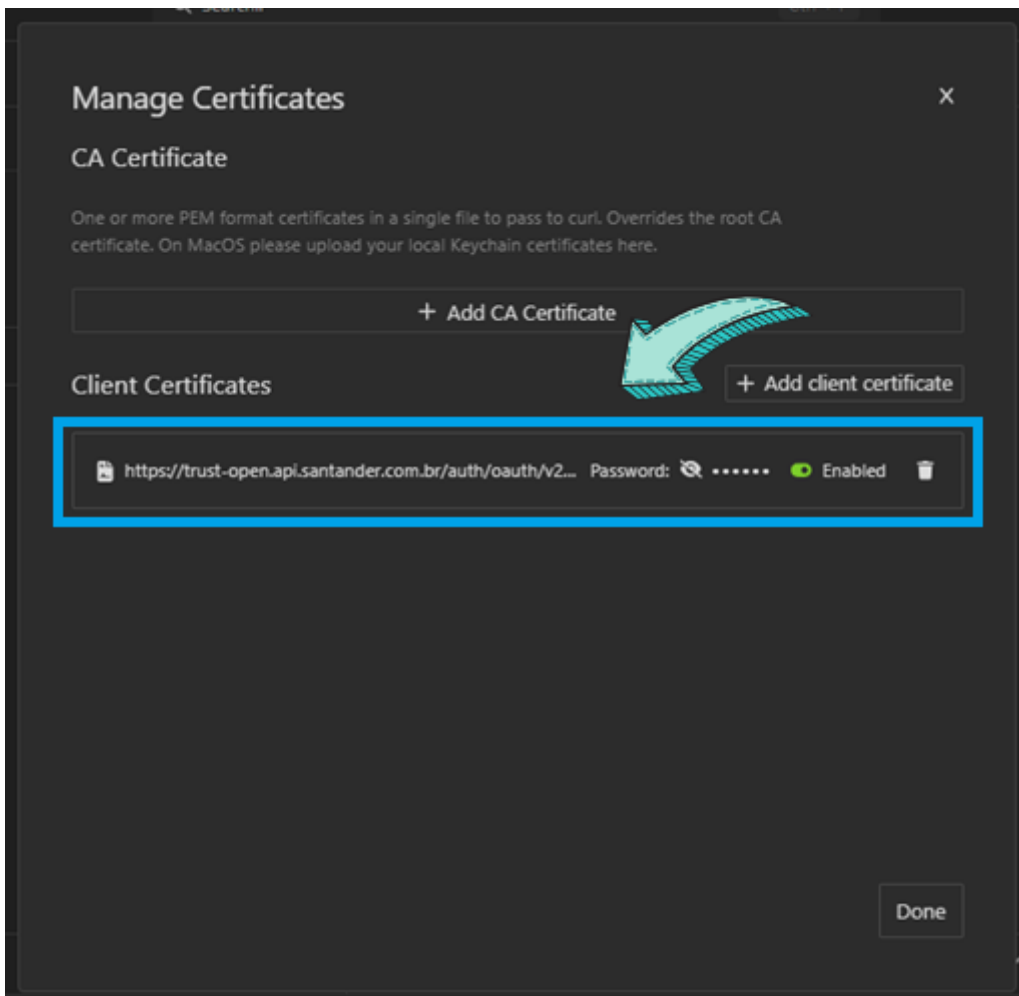 Manage Certificates
CA Certificate
One or more PEM format certificates in a single file to pass to curl. Overrides the root CA
certificate. On MacOS please upload your local Keychain certificates here.
+ Add CA Certificate
Client Certificates
+ Add client certificate
https://trust-open.api.santander.com.br/auth/oauth/v2... Password: •••••• Enabled
Done